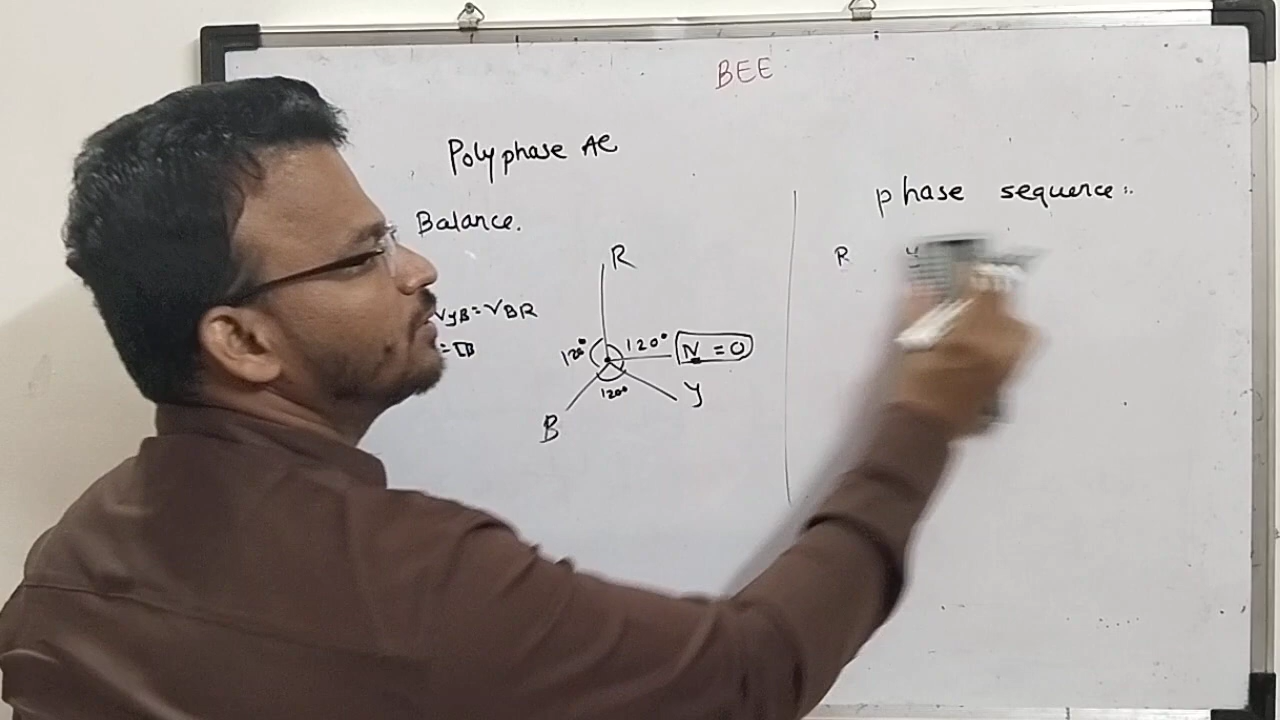 BEE
Polyphase AC
Balance.
VYB = VBR
R
120°
120°
N = 0
120°
Y
B
phase sequence:.
R Y